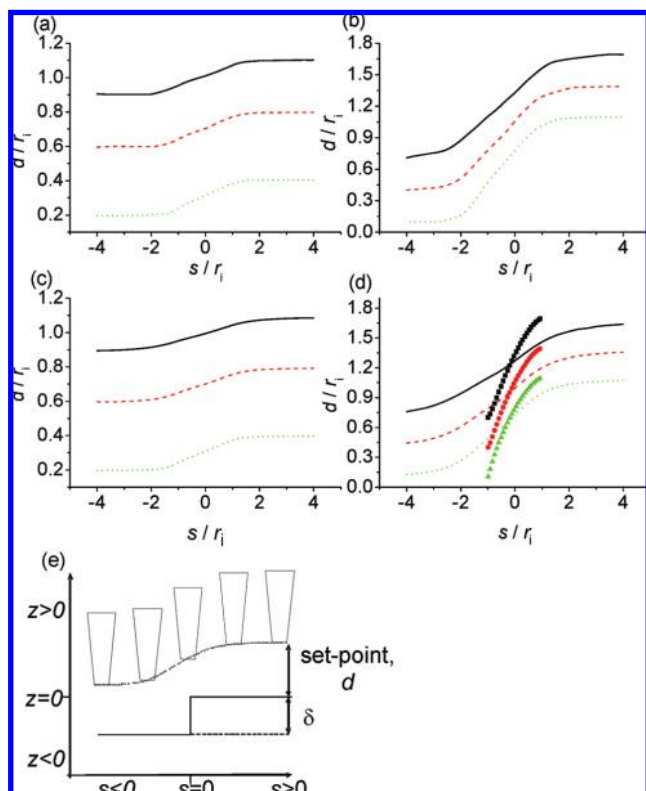 (a)
1.2
1.0
0.8
0.6
0.4
0.2
d / ri
-4 -2 0 2 4
s / ri
(b)
1.8
1.5
1.2
0.9
0.6
0.3
0.0
d / ri
-4 -2 0 2 4
s / ri
(c)
1.2
1.0
0.8
0.6
0.4
0.2
d / ri
-4 -2 0 2 4
s / ri
(d)
1.8
1.5
1.2
0.9
0.6
0.3
0.0
d / ri
-4 -2 0 2 4
s / ri
(e)
z>0
z=0
z<0
set-point,
d
δ
s<0 s=0 s>0